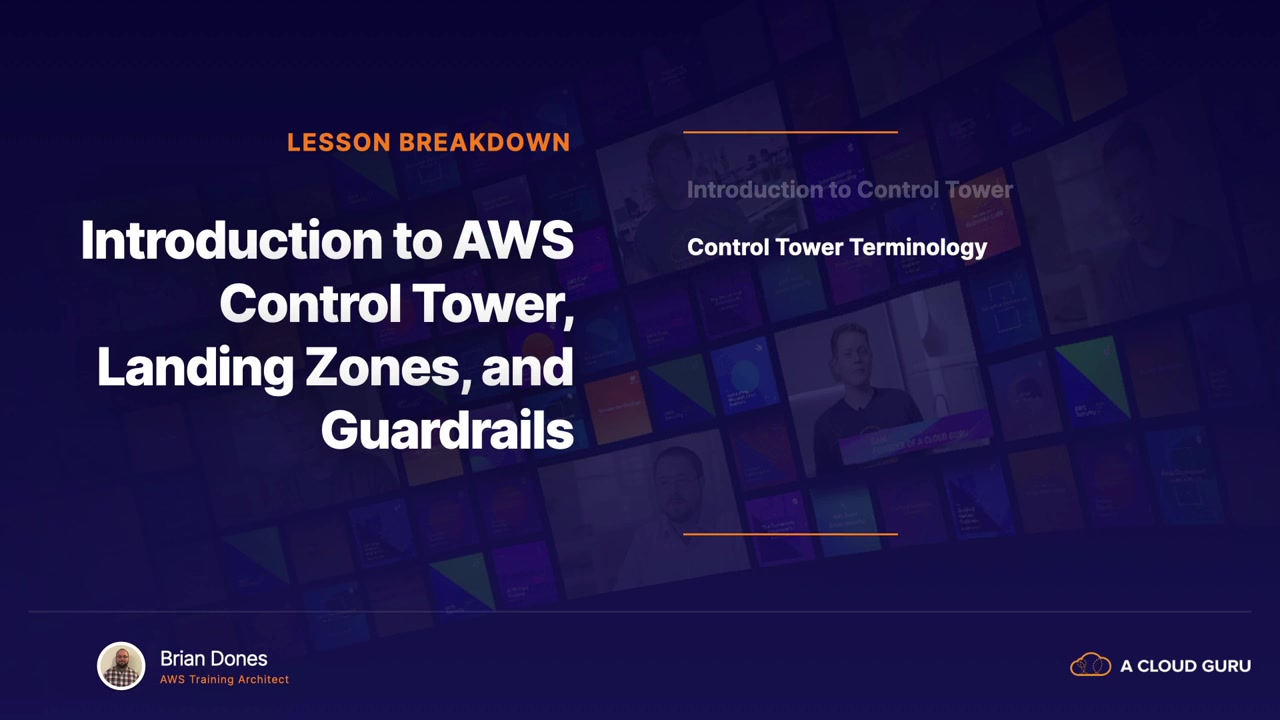 LESSON BREAKDOWN
Introduction to AWS
Control Tower,
Landing Zones, and
Guardrails
Introduction to Control Tower
Control Tower Terminology
Brian Dones
AWS Training Architect
A CLOUD GURU